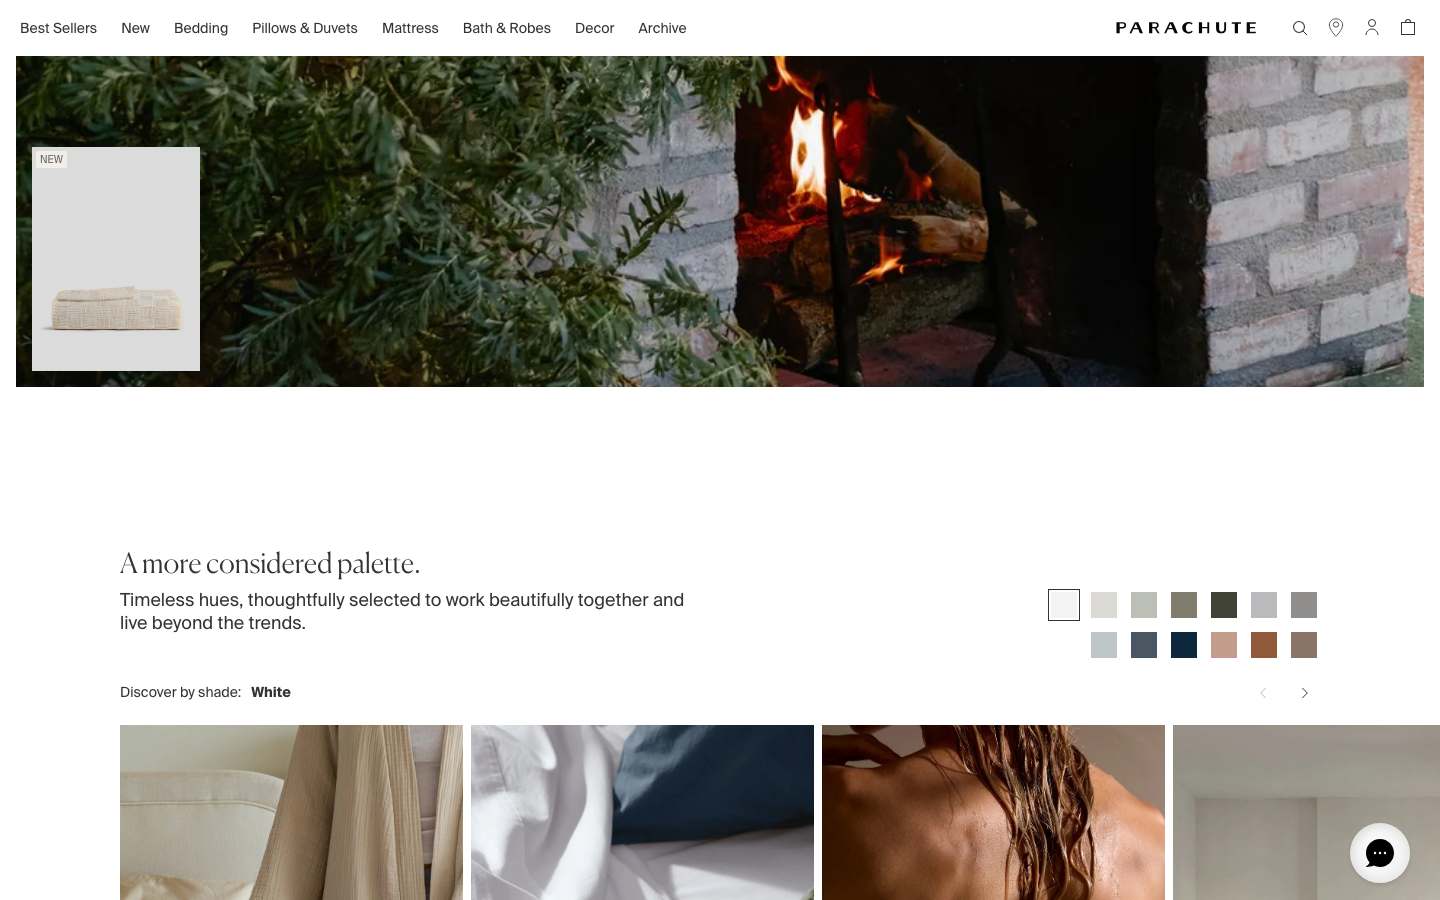 Best Sellers New Bedding Pillows & Duvets Mattress Bath & Robes Decor Archive PARACHUTE
NEW
A more considered palette.
Timeless hues, thoughtfully selected to work beautifully together and
live beyond the trends.
Discover by shade: White